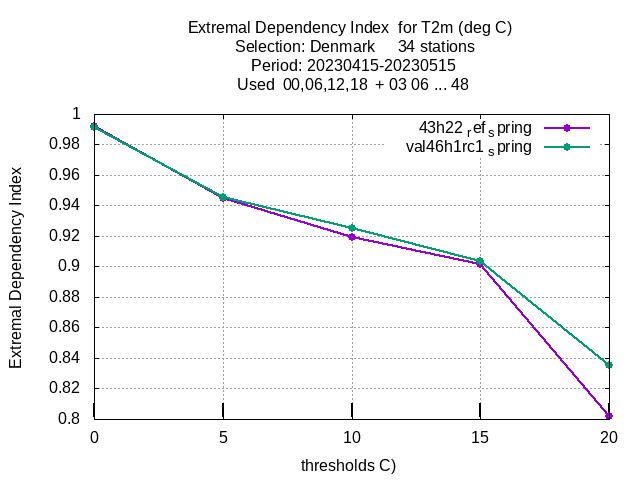 Extremal Dependency Index  for T2m (deg C)
Selection: Denmark     34 stations
Period: 20230415-20230515
Used  00,06,12,18  + 03 06 ... 48
43h22 ref spring
val46h1rc1 spring
Extremal Dependency Index
1
0.98
0.96
0.94
0.92
0.9
0.88
0.86
0.84
0.82
0.8
0 5 10 15 20
thresholds C)